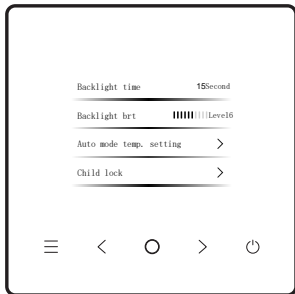 Backlight time 15Second
Backlight brt Level6
Auto mode temp. setting
Child lock